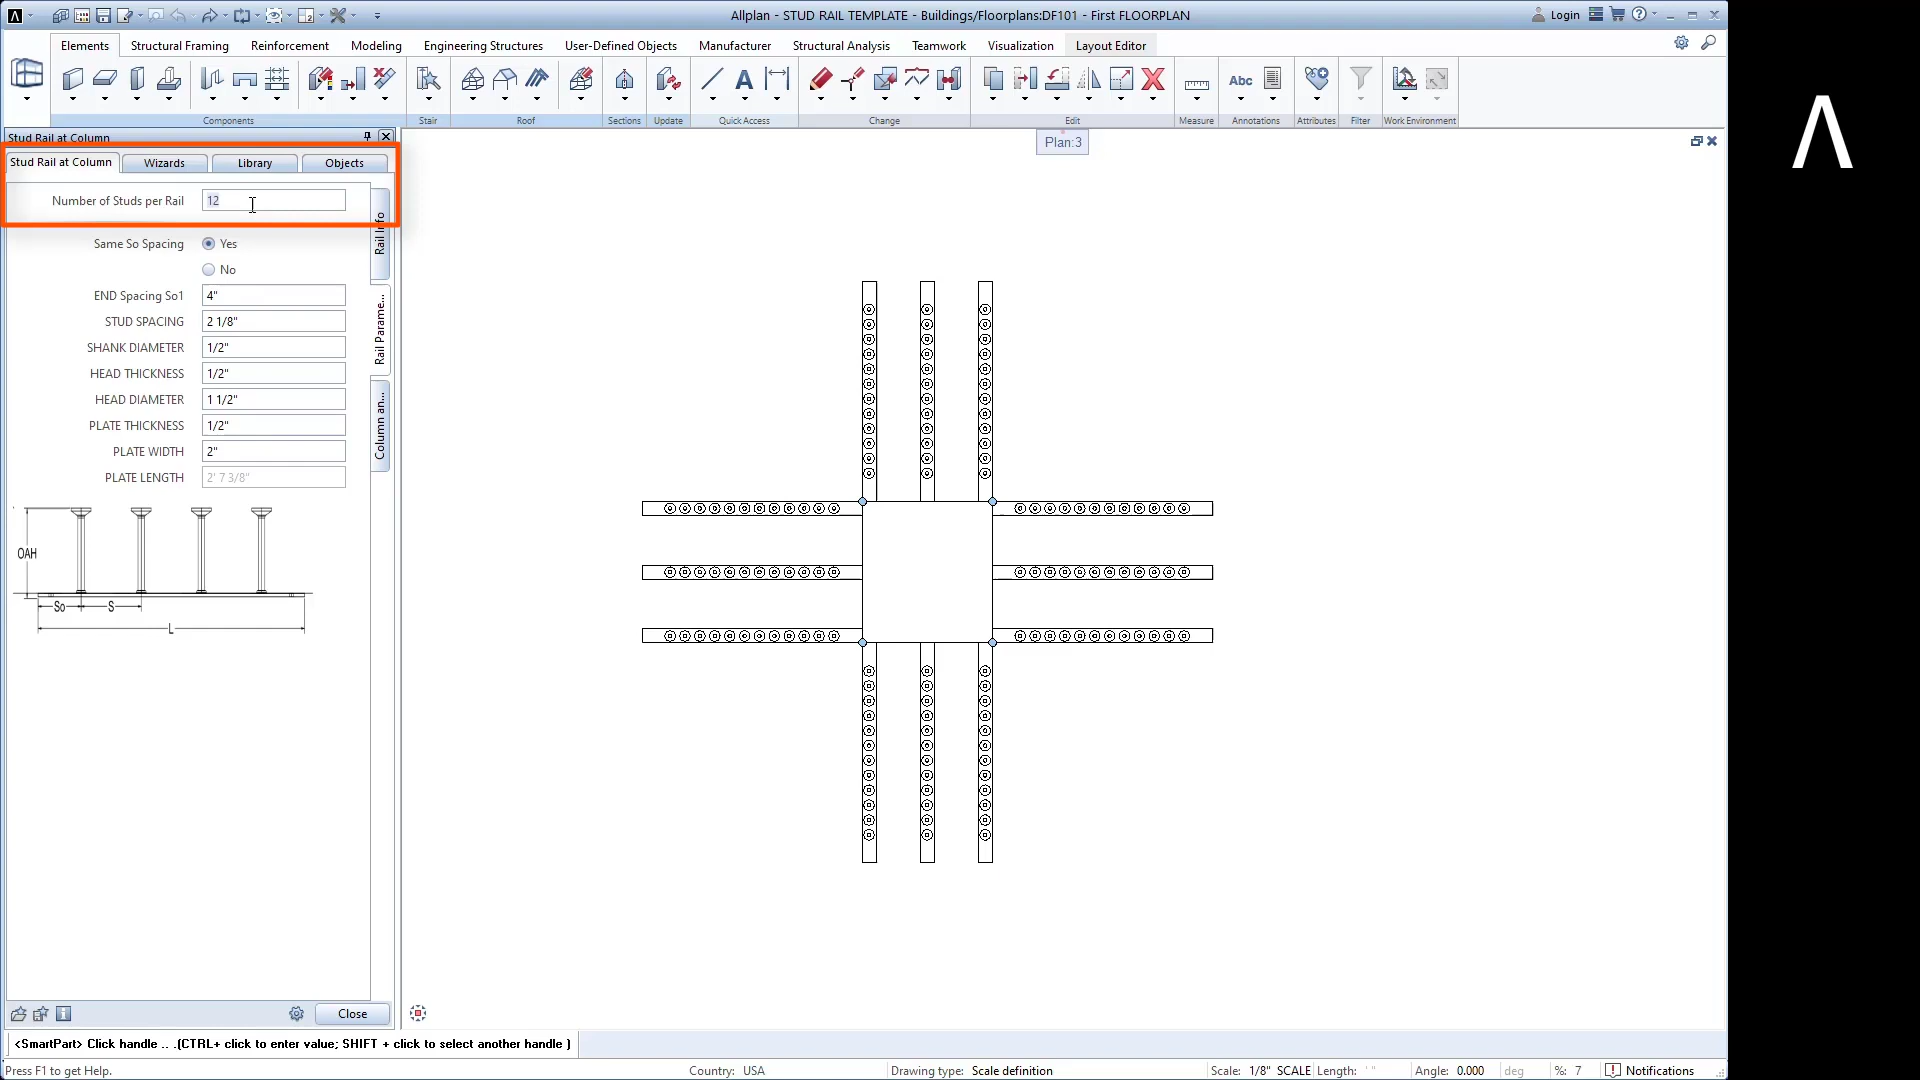 Allplan - STUD RAIL TEMPLATE - Buildings/Floorplans:DF101 - First FLOORPLAN
Login
Elements Structural Framing Reinforcement Modeling Engineering Structures User-Defined Objects Manufacturer Structural Analysis Teamwork Visualization Layout Editor
Abc
Components Stair Roof Sections Update Quick Access Change Edit Measure Annotations Attributes Filter Work Environment
Stud Rail at Column
Plan:3
Stud Rail at Column Wizards Library Objects
Number of Studs per Rail 12
Rail Info
Same So Spacing Yes
No
END Spacing So1 4"
STUD SPACING 2 1/8"
Rail Parame...
SHANK DIAMETER 1/2"
HEAD THICKNESS 1/2"
HEAD DIAMETER 1 1/2"
Column an...
PLATE THICKNESS 1/2"
PLATE WIDTH 2"
PLATE LENGTH 2' 7 3/8"
OAH
So S
L
Close
<SmartPart> Click handle .. .(CTRL+ click to enter value; SHIFT + click to select another handle )
Press F1 to get Help. Country: USA Drawing type: Scale definition Scale: 1/8" SCALE Length: ' " Angle: 0.000 deg %: 7 Notifications